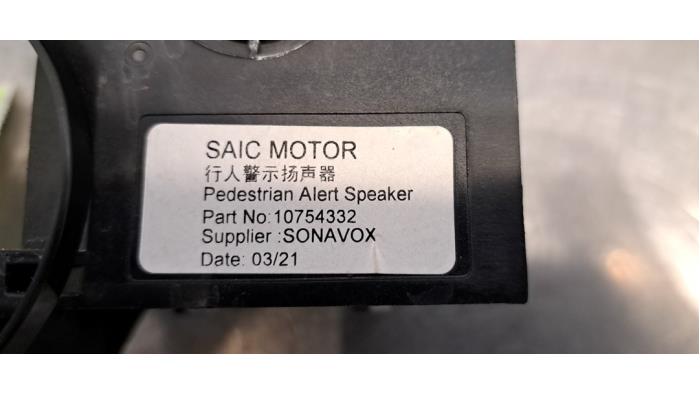 SAIC MOTOR
行人警示扬声器
Pedestrian Alert Speaker
Part No:10754332
Supplier :SONAVOX
Date: 03/21